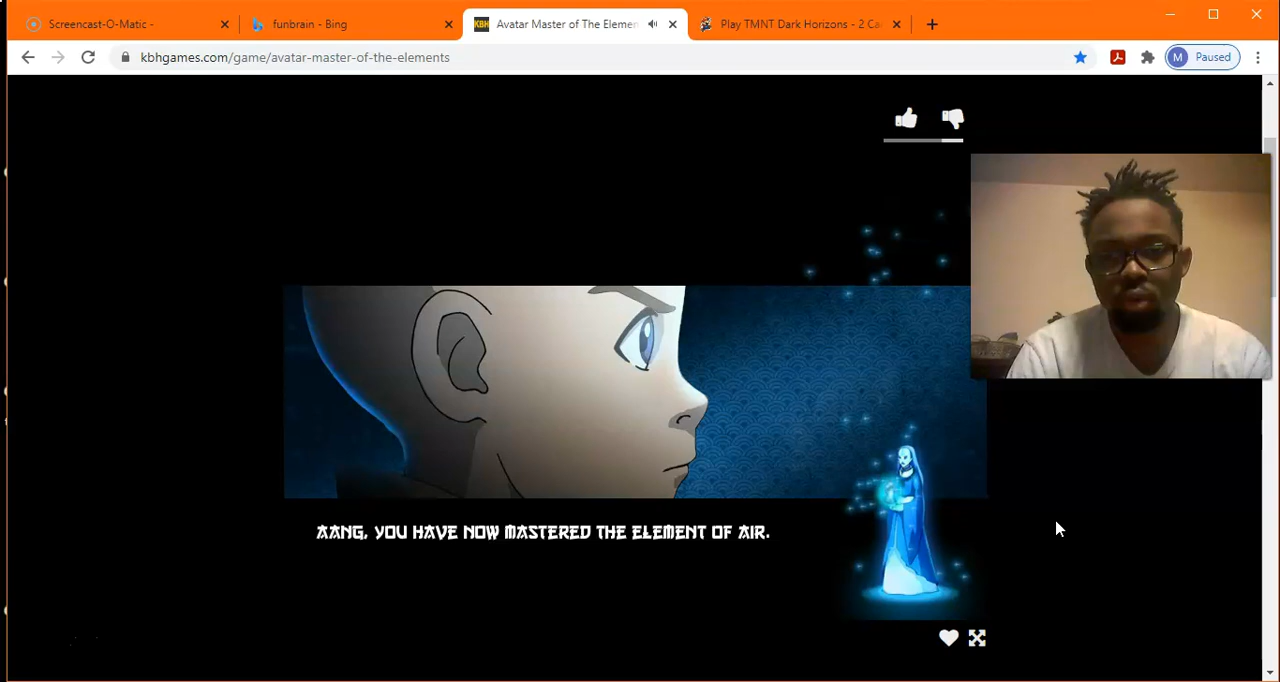 Screencast-O-Matic -
funbrain - Bing
KBH
Avatar Master of The Elemen
Play TMNT Dark Horizons - 2 Ca
kbhgames.com/game/avatar-master-of-the-elements
M
Paused
AANG, YOU HAVE NOW MASTERED THE ELEMENT OF AIR.